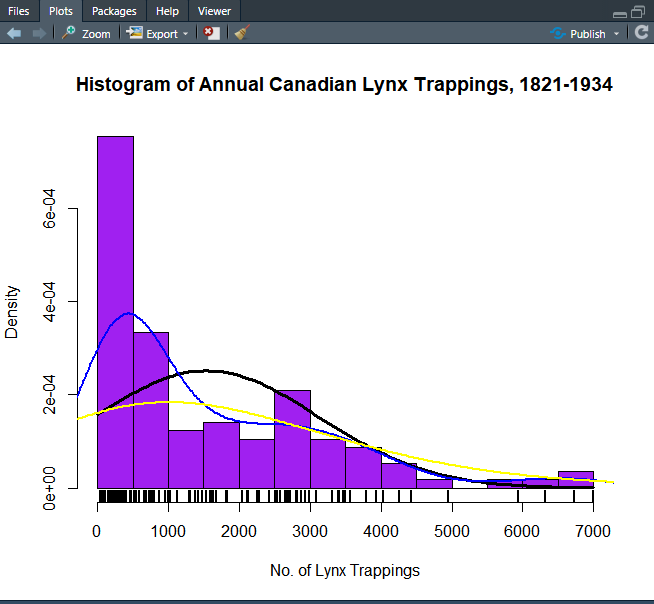 Files Plots Packages Help Viewer
Zoom Export Publish
Histogram of Annual Canadian Lynx Trappings, 1821-1934
Density
6e-04
4e-04
2e-04
0e+00
0 1000 2000 3000 4000 5000 6000 7000
No. of Lynx Trappings